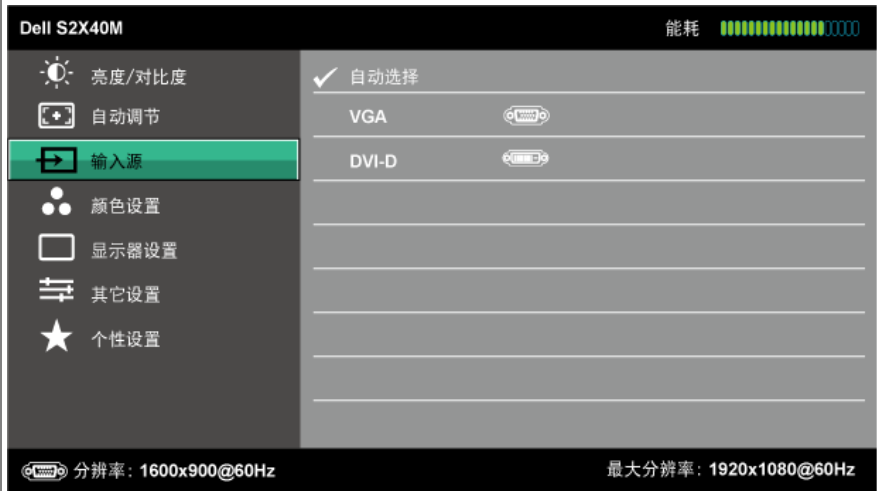 Dell S2X40M 能耗
亮度/对比度 自动选择
自动调节 VGA
输入源 DVI-D
颜色设置
显示器设置
其它设置
个性设置
分辨率: 1600x900@60Hz 最大分辨率: 1920x1080@60Hz